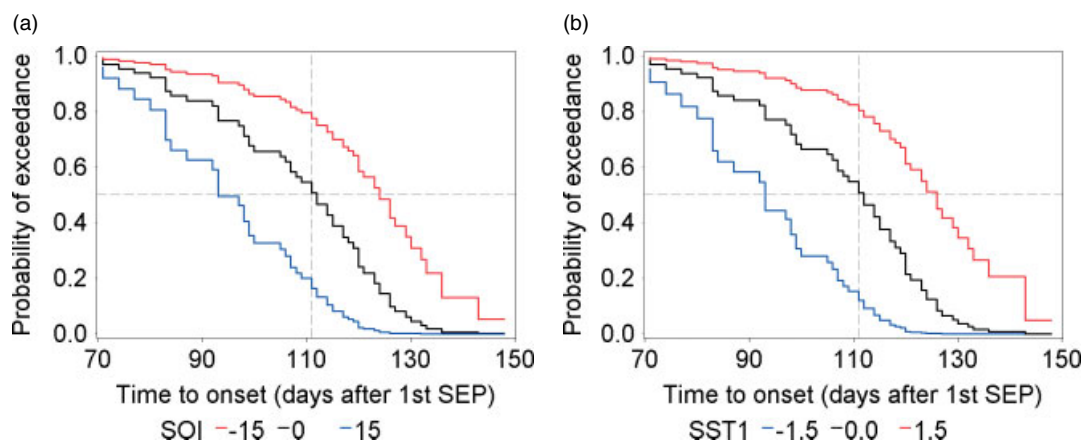 (a)
(b)
Probability of exceedance
1.0
0.8
0.6
0.4
0.2
0.0
70 90 110 130 150
Time to onset (days after 1st SEP)
SOI -15 0 15
Probability of exceedance
1.0
0.8
0.6
0.4
0.2
0.0
70 90 110 130 150
Time to onset (days after 1st SEP)
SST1 -1.5 0.0 1.5